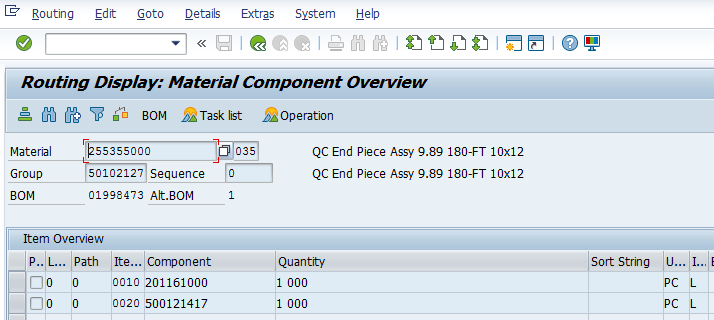 Routing Edit Goto Details Extras System Help
Routing Display: Material Component Overview
BOM Task list Operation
Material 255355000 035 QC End Piece Assy 9.89 180-FT 10x12
Group 50102127 Sequence 0 QC End Piece Assy 9.89 180-FT 10x12
BOM 01998473 Alt.BOM 1
Item Overview
P.. L... Path Ite... Component Quantity Sort String U... I...
0 0 0010 201161000 1 000 PC L
0 0 0020 500121417 1 000 PC L